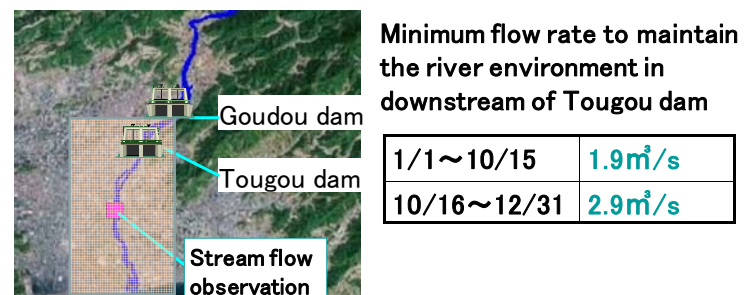 Goudou dam
Tougou dam
Stream flow
observation
Minimum flow rate to maintain
the river environment in
downstream of Tougou dam
1/1～10/15 1.9㎥/s
10/16～12/31 2.9㎥/s